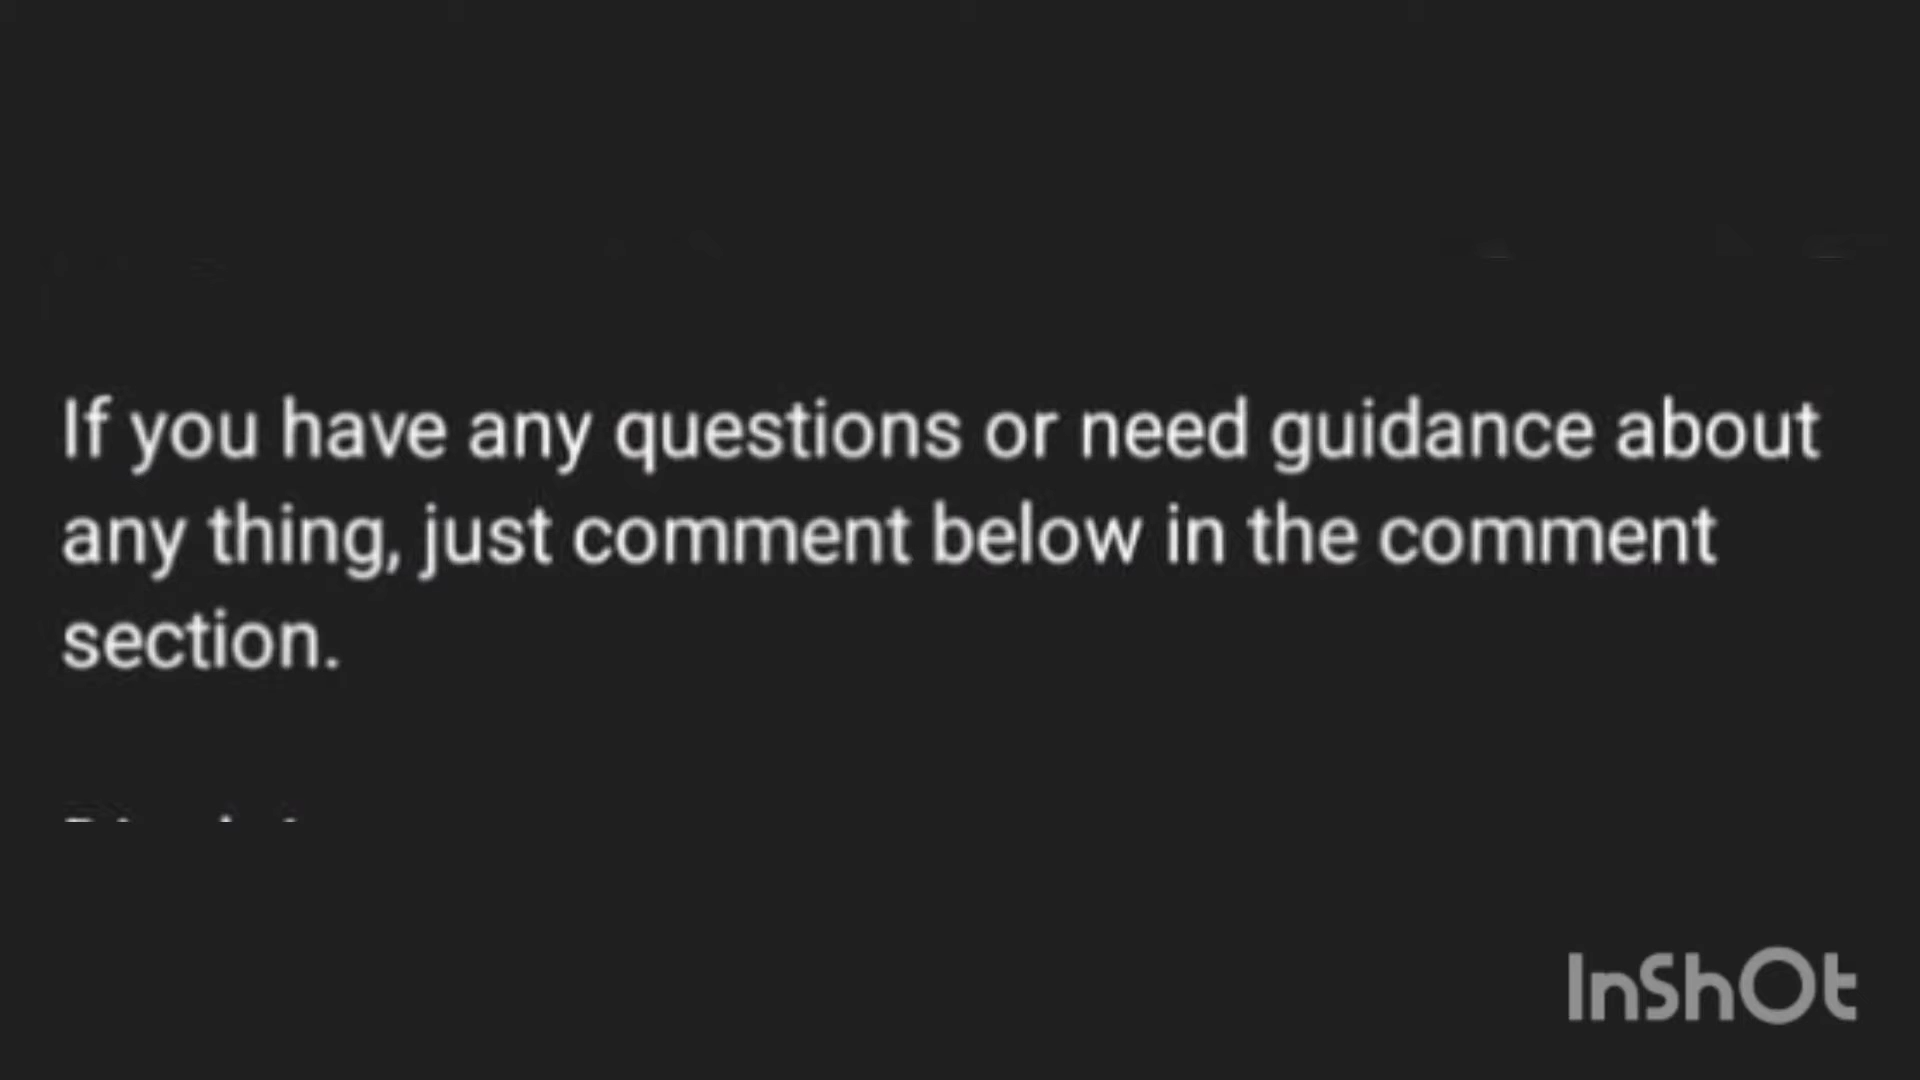 If you have any questions or need guidance about
any thing, just comment below in the comment
section.
InShOt